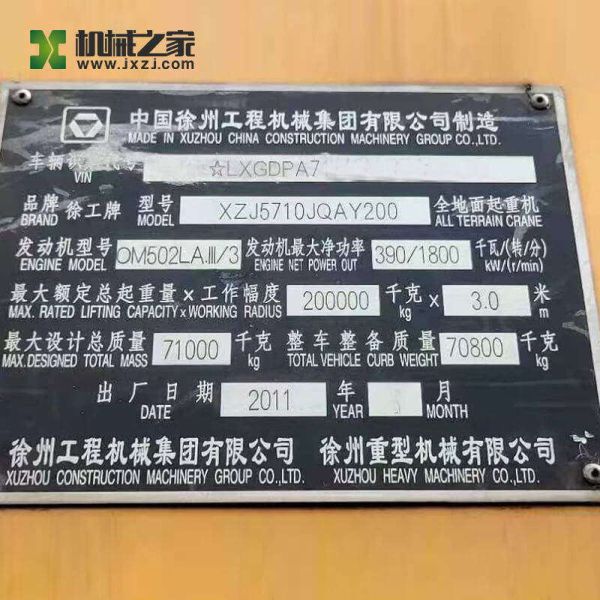 机械之家
www.jxzj.com
中国徐州工程机械集团有限公司制造
MADE IN XUZHOU CHINA CONSTRUCTION MACHINERY GROUP CO.,LTD.
车辆 代号 ☆LXGDPA7
VIN
品牌 徐工牌 型号 XZJ5710JQAY200 全地面起重机
BRAND MODEL ALL TERRAIN CRANE
发动机型号 OM502LA.III/3 发动机最大净功率 390/1800 千瓦/(转/分)
ENGINE MODEL ENGINE NET POWER OUT kW/(r/min)
最大额定总起重量×工作幅度 200000 千克 × 3.0 米
MAX. RATED LIFTING CAPACITY×WORKING RADIUS kg m
最大设计总质量 71000 千克 整车整备质量 70800 千克
MAX.DESIGNED TOTAL MASS kg TOTAL VEHICLE CURB WEIGHT kg
出厂日期 2011 年 月
DATE YEAR MONTH
徐州工程机械集团有限公司 徐州重型机械有限公司
XUZHOU CONSTRUCTION MACHINERY GROUP CO.,LTD. XUZHOU HEAVY MACHINERY CO.,LTD.